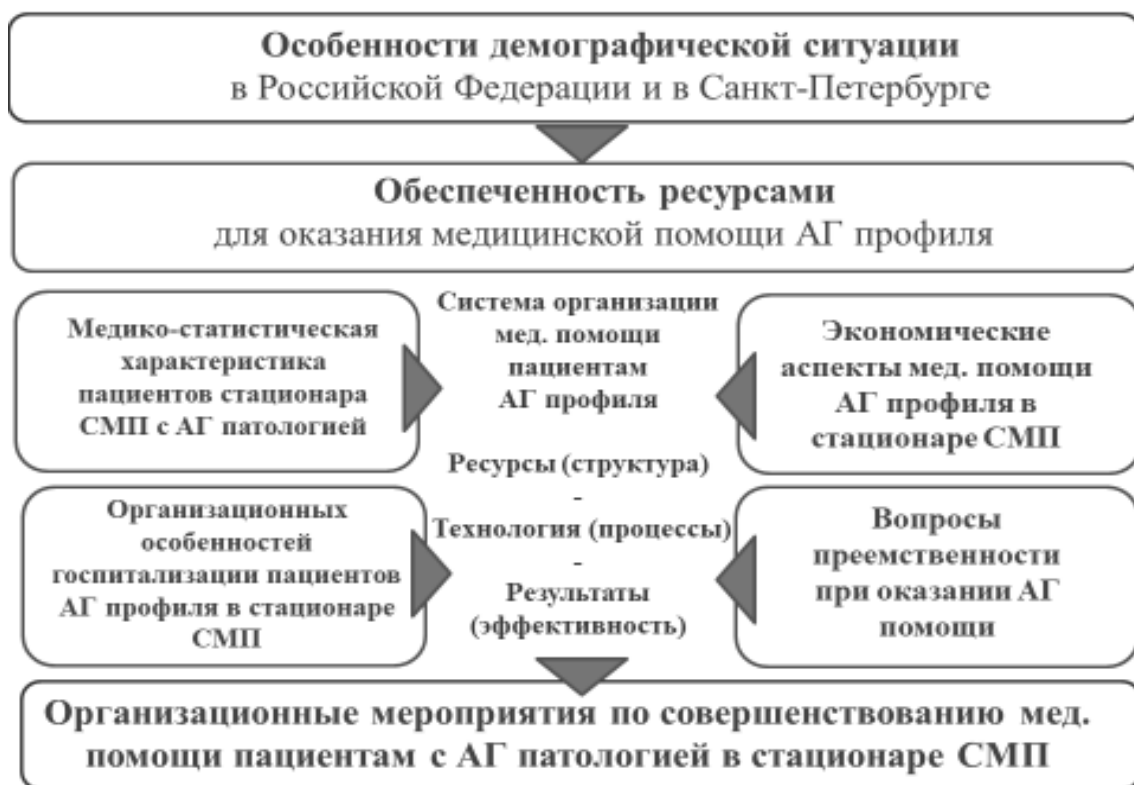 Особенности демографической ситуации
в Российской Федерации и в Санкт-Петербурге
Обеспеченность ресурсами
для оказания медицинской помощи АГ профиля
Медико-статистическая
характеристика
пациентов стационара
СМП с АГ патологией
Система организации
мед. помощи
пациентам
АГ профиля
Экономические
аспекты мед. помощи
АГ профиля в
стационаре СМП
Ресурсы (структура)
-
Технология (процессы)
-
Результаты
(эффективность)
Организационных
особенностей
госпитализации пациентов
АГ профиля в стационаре
СМП
Вопросы
преемственности
при оказании АГ
помощи
Организационные мероприятия по совершенствованию мед.
помощи пациентам с АГ патологией в стационаре СМП